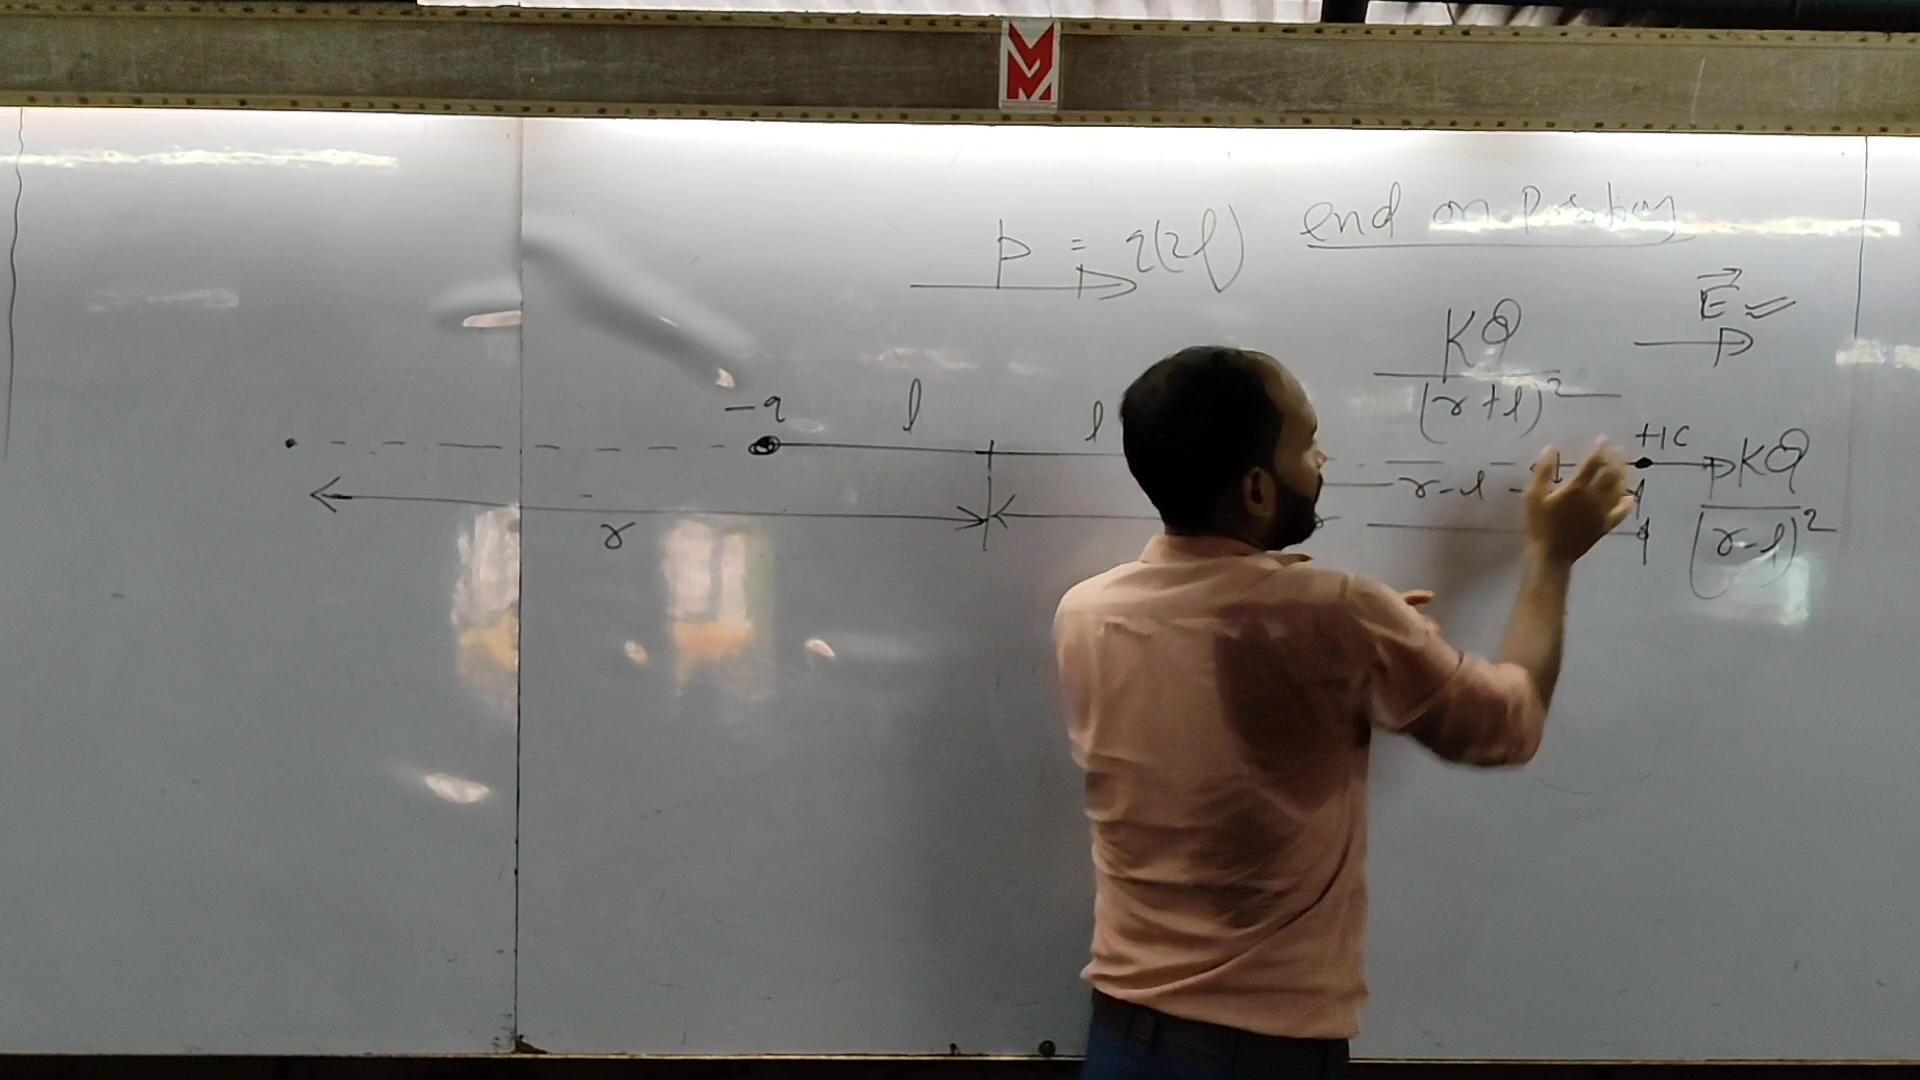 end on Position
P = q(2l)
E
KQ
(r+l)²
-q l l
+1C
KQ
r-l
(r-l)²
r